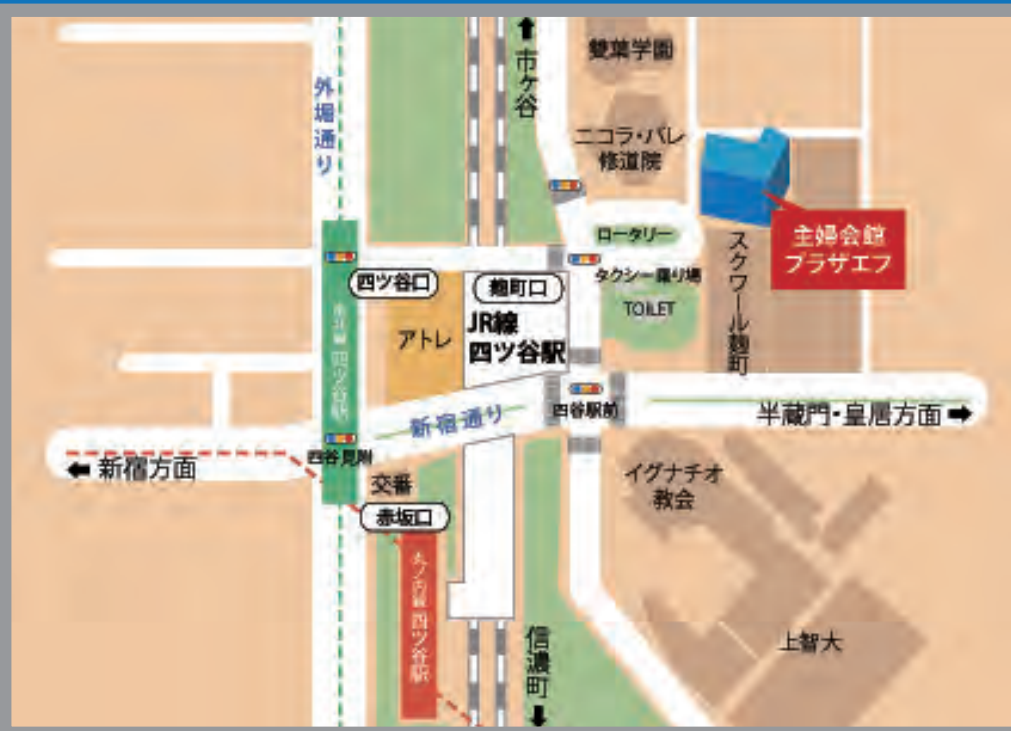 市ヶ谷
雙葉学園
外堀通り
ニコラ・バレ
修道院
主婦会館
プラザエフ
ロータリー
スクワール麹町
タクシー乗り場
四ツ谷口
麹町口
TOILET
アトレ
JR線
四ツ谷駅
南北線 四ツ谷駅
新宿通り
四谷駅前
半蔵門・皇居方面
新宿方面
四谷見附
交番
赤坂口
イグナチオ
教会
丸ノ内線 四ツ谷駅
信濃町
上智大